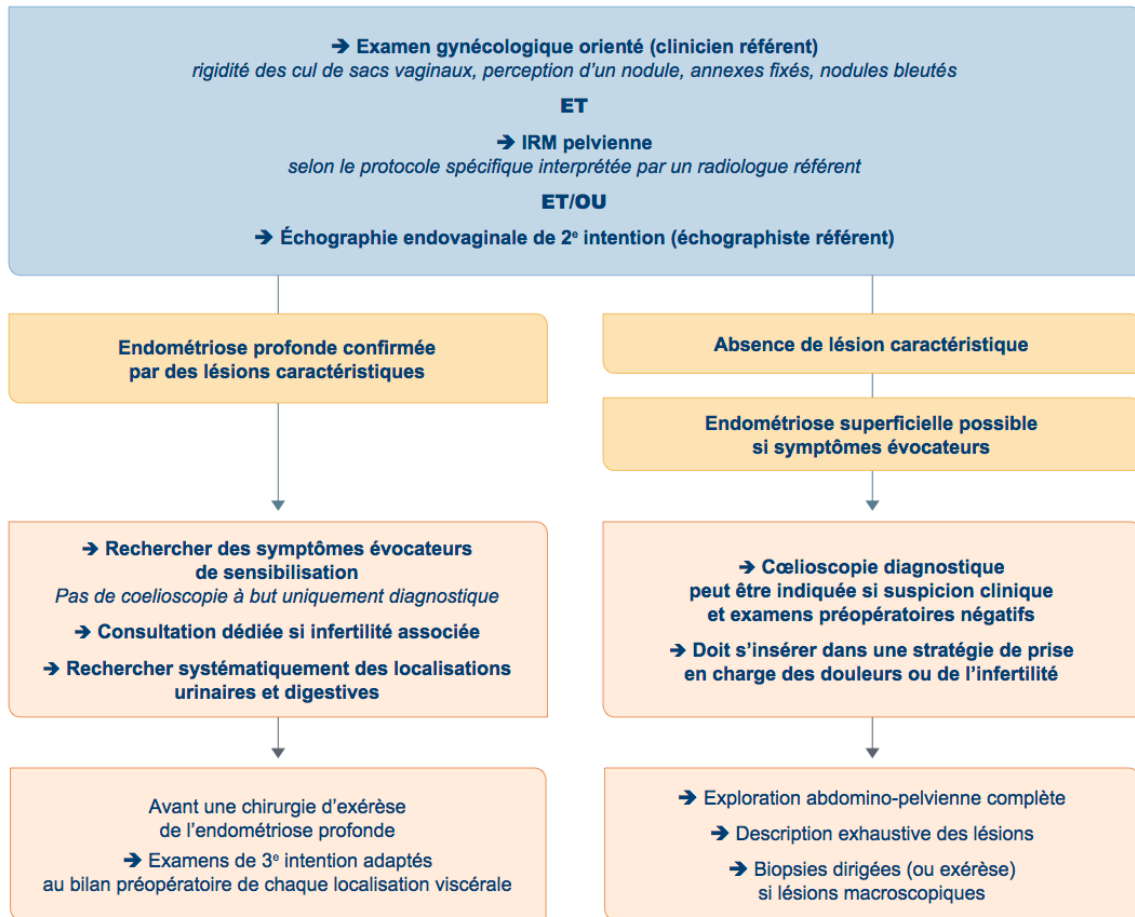 ➔ Examen gynécologique orienté (clinicien référent)
rigidité des cul de sacs vaginaux, perception d’un nodule, annexes fixés, nodules bleutés
ET
➔ IRM pelvienne
selon le protocole spécifique interprétée par un radiologue référent
ET/OU
➔ Échographie endovaginale de 2e intention (échographiste référent)
Endométriose profonde confirmée
par des lésions caractéristiques
➔ Rechercher des symptômes évocateurs
de sensibilisation
Pas de coelioscopie à but uniquement diagnostique
➔ Consultation dédiée si infertilité associée
➔ Rechercher systématiquement des localisations
urinaires et digestives
Avant une chirurgie d’exérèse
de l’endométriose profonde
➔ Examens de 3e intention adaptés
au bilan préopératoire de chaque localisation viscérale
Absence de lésion caractéristique
Endométriose superficielle possible
si symptômes évocateurs
➔ Cœlioscopie diagnostique
peut être indiquée si suspicion clinique
et examens préopératoires négatifs
➔ Doit s’insérer dans une stratégie de prise
en charge des douleurs ou de l’infertilité
➔ Exploration abdomino-pelvienne complète
➔ Description exhaustive des lésions
➔ Biopsies dirigées (ou exérèse)
si lésions macroscopiques